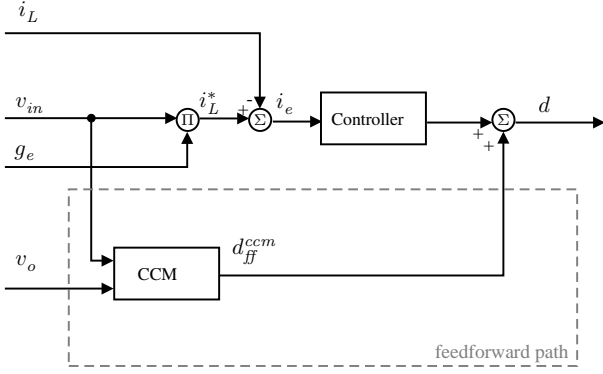 i_L
v_in
i_L^*
-
+
i_e
Π
Σ
Controller
Σ
d
+
+
g_e
v_o
CCM
d_ff^ccm
feedforward path